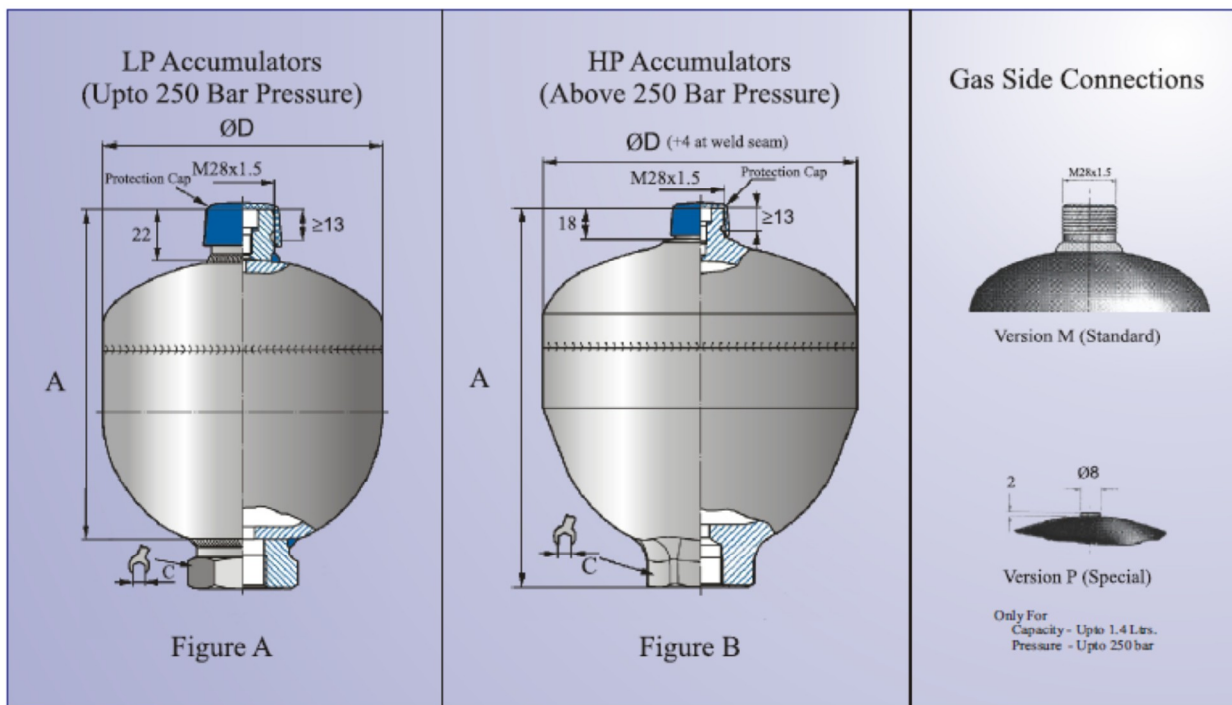 LP Accumulators
(Upto 250 Bar Pressure)
ØD
M28x1.5
Protection Cap
≥13
22
A
C
Figure A
HP Accumulators
(Above 250 Bar Pressure)
ØD (+4 at weld seam)
M28x1.5
Protection Cap
≥13
18
A
C
Figure B
Gas Side Connections
M28x1.5
Version M (Standard)
Ø8
2
Version P (Special)
Only For
Capacity - Upto 1.4 Ltrs.
Pressure - Upto 250 bar